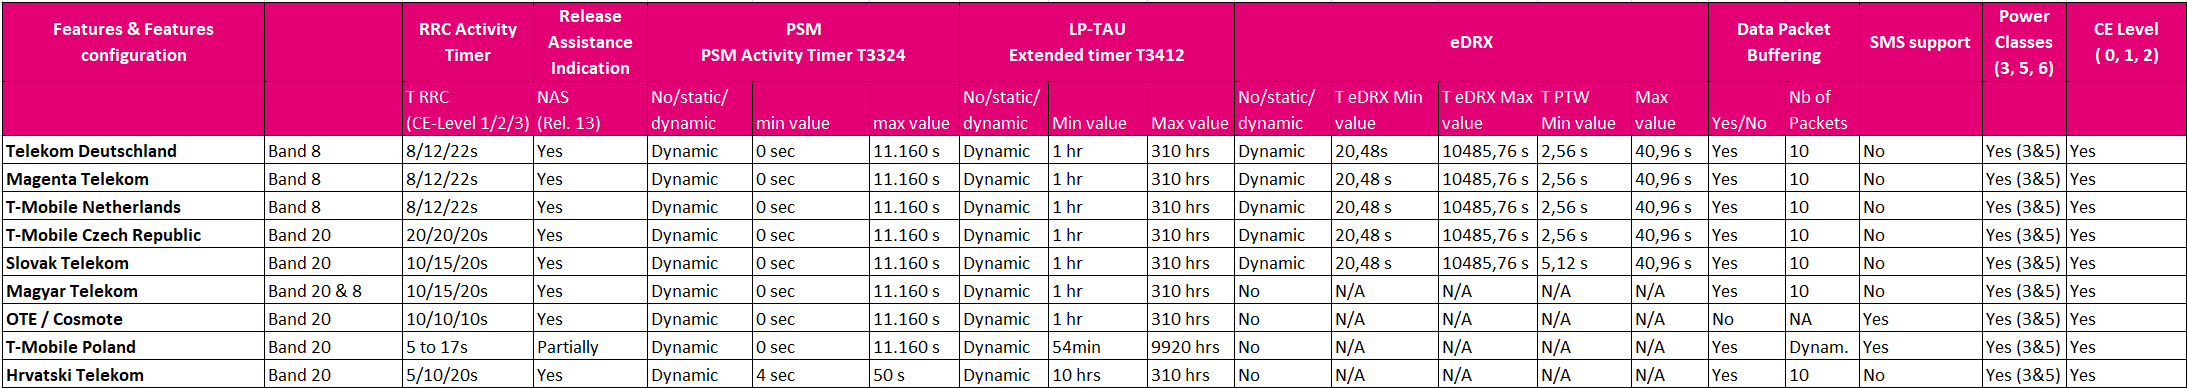 Features & Features configuration | | RRC Activity Timer | Release Assistance Indication | PSM PSM Activity Timer T3324 | LP-TAU Extended timer T3412 | eDRX | Data Packet Buffering | SMS support | Power Classes (3, 5, 6) | CE Level ( 0, 1, 2)
T RRC (CE-Level 1/2/3) | NAS (Rel. 13) | No/static/ dynamic | min value | max value | No/static/ dynamic | Min value | Max value | No/static/ dynamic | T eDRX Min value | T eDRX Max value | T PTW Min value | Max value | Yes/No | Nb of Packets
Telekom Deutschland | Band 8 | 8/12/22s | Yes | Dynamic | 0 sec | 11.160 s | Dynamic | 1 hr | 310 hrs | Dynamic | 20,48s | 10485,76 s | 2,56 s | 40,96 s | Yes | 10 | No | Yes (3&5) | Yes
Magenta Telekom | Band 8 | 8/12/22s | Yes | Dynamic | 0 sec | 11.160 s | Dynamic | 1 hr | 310 hrs | Dynamic | 20,48 s | 10485,76 s | 2,56 s | 40,96 s | Yes | 10 | No | Yes (3&5) | Yes
T-Mobile Netherlands | Band 8 | 8/12/22s | Yes | Dynamic | 0 sec | 11.160 s | Dynamic | 1 hr | 310 hrs | Dynamic | 20,48 s | 10485,76 s | 2,56 s | 40,96 s | Yes | 10 | No | Yes (3&5) | Yes
T-Mobile Czech Republic | Band 20 | 20/20/20s | Yes | Dynamic | 0 sec | 11.160 s | Dynamic | 1 hr | 310 hrs | Dynamic | 20,48 s | 10485,76 s | 2,56 s | 40,96 s | Yes | 10 | No | Yes (3&5) | Yes
Slovak Telekom | Band 20 | 10/15/20s | Yes | Dynamic | 0 sec | 11.160 s | Dynamic | 1 hr | 310 hrs | Dynamic | 20,48 s | 10485,76 s | 5,12 s | 40,96 s | Yes | 10 | No | Yes (3&5) | Yes
Magyar Telekom | Band 20 & 8 | 10/15/20s | Yes | Dynamic | 0 sec | 11.160 s | Dynamic | 1 hr | 310 hrs | No | N/A | N/A | N/A | N/A | Yes | 10 | No | Yes (3&5) | Yes
OTE / Cosmote | Band 20 | 10/10/10s | Yes | Dynamic | 0 sec | 11.160 s | Dynamic | 1 hr | 310 hrs | No | N/A | N/A | N/A | N/A | No | NA | Yes | Yes (3&5) | Yes
T-Mobile Poland | Band 20 | 5 to 17s | Partially | Dynamic | 0 sec | 11.160 s | Dynamic | 54min | 9920 hrs | No | N/A | N/A | N/A | N/A | Yes | Dynam. | Yes | Yes (3&5) | Yes
Hrvatski Telekom | Band 20 | 5/10/20s | Yes | Dynamic | 4 sec | 50 s | Dynamic | 10 hrs | 310 hrs | No | N/A | N/A | N/A | N/A | Yes | 10 | No | Yes (3&5) | Yes